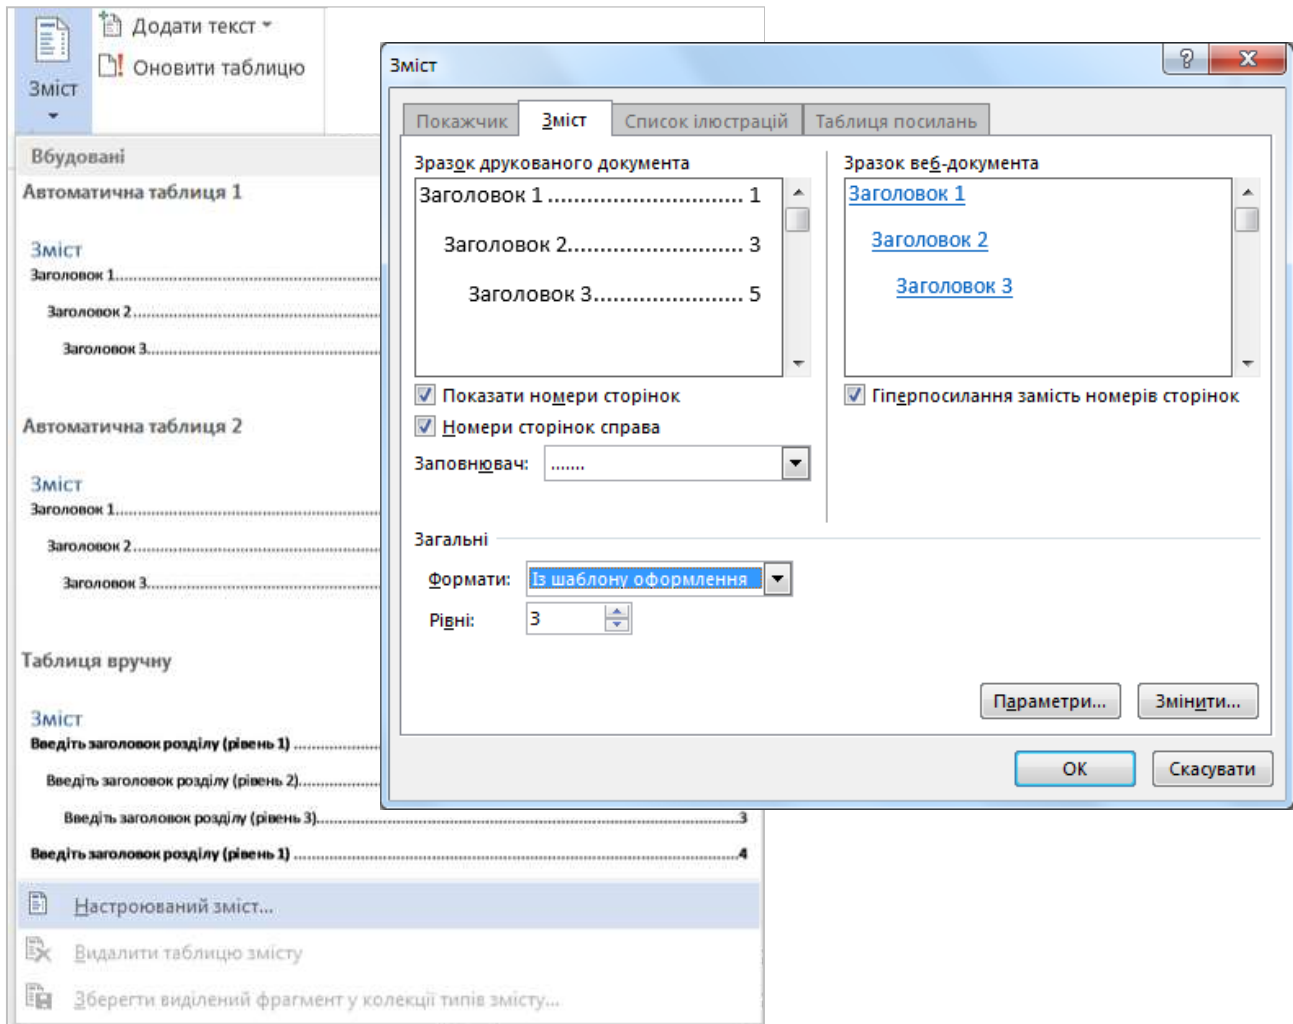 Додати текст
Оновити таблицю
Зміст
Вбудовані
Автоматична таблиця 1
Зміст
Заголовок 1
Заголовок 2
Заголовок 3
Автоматична таблиця 2
Зміст
Заголовок 1
Заголовок 2
Заголовок 3
Таблиця вручну
Зміст
Введіть заголовок розділу (рівень 1)
Введіть заголовок розділу (рівень 2)
Введіть заголовок розділу (рівень 3) 3
Введіть заголовок розділу (рівень 1) 4
Настроюваний зміст...
Видалити таблицю змісту
Зберегти виділений фрагмент у колекції типів змісту...
Зміст
Покажчик Зміст Список ілюстрацій Таблиця посилань
Зразок друкованого документа
Заголовок 1 ............................. 1
Заголовок 2.......................... 3
Заголовок 3...................... 5
Показати номери сторінок
Номери сторінок справа
Заповнювач: .......
Зразок веб-документа
Заголовок 1
Заголовок 2
Заголовок 3
Гіперпосилання замість номерів сторінок
Загальні
Формати: Із шаблону оформлення
Рівні: 3
Параметри... Змінити...
ОК Скасувати